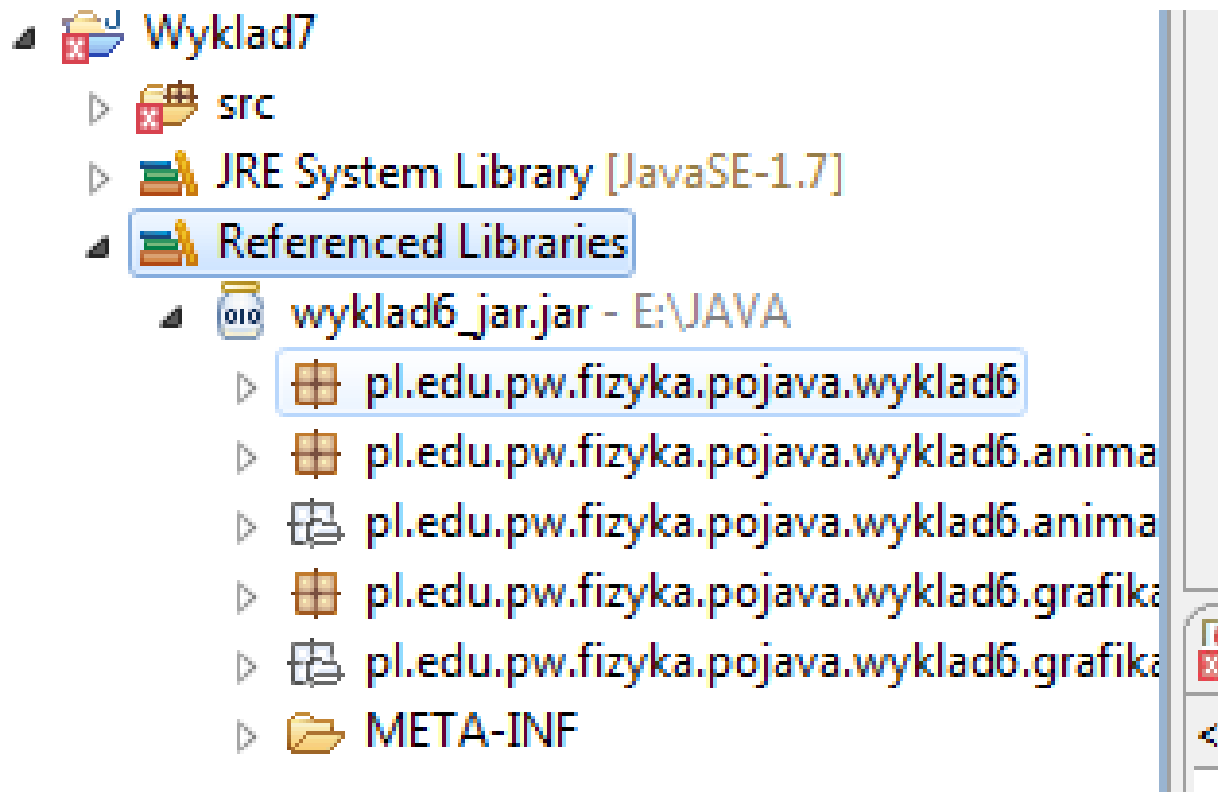 Wyklad7
src
JRE System Library [JavaSE-1.7]
Referenced Libraries
wyklad6_jar.jar - E:\JAVA
pl.edu.pw.fizyka.pojava.wyklad6
pl.edu.pw.fizyka.pojava.wyklad6.anima
pl.edu.pw.fizyka.pojava.wyklad6.anima
pl.edu.pw.fizyka.pojava.wyklad6.grafika
pl.edu.pw.fizyka.pojava.wyklad6.grafika
META-INF
<